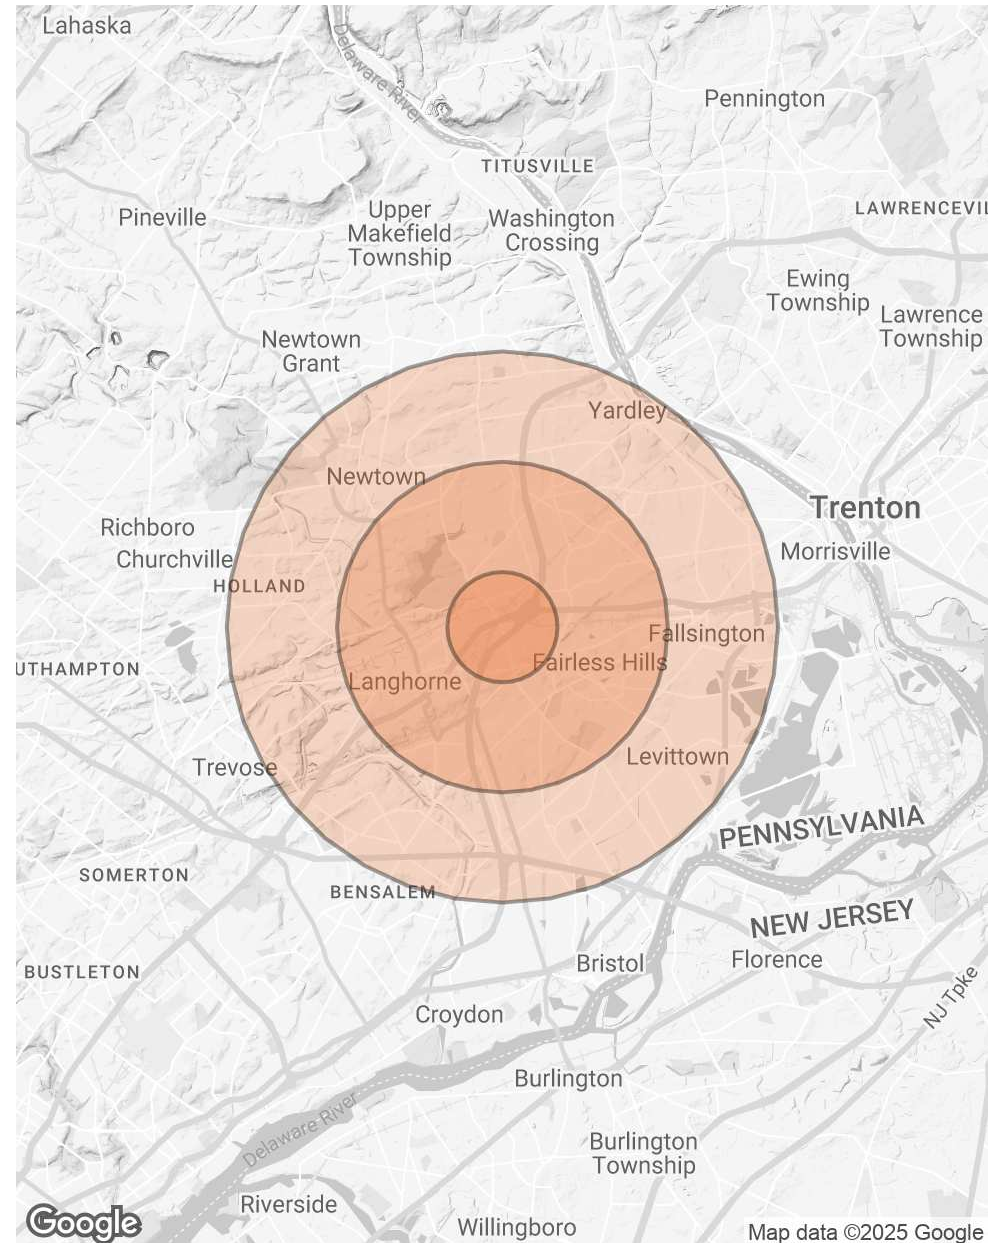 Lahaska
Delaware River
Pennington
TITUSVILLE
Pineville
Upper
Makefield
Township
Washington
Crossing
LAWRENCEVIL
Ewing
Township
Lawrence
Township
Newtown
Grant
Yardley
Newtown
Trenton
Richboro
Churchville
Morrisville
HOLLAND
Fallsington
UTHAMPTON
Fairless Hills
Langhorne
Levittown
Trevose
PENNSYLVANIA
SOMERTON
BENSALEM
NEW JERSEY
BUSTLETON
Bristol
Florence
NJ Tpke
Croydon
Burlington
Delaware River
Burlington
Township
Riverside
Willingboro
Google
Map data ©2025 Google